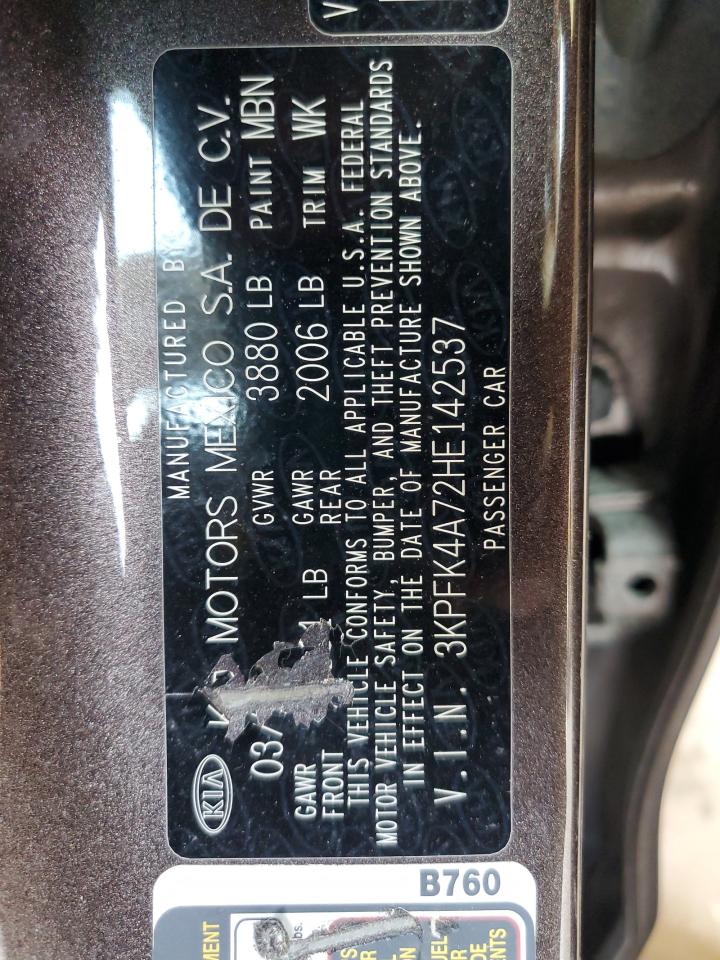 KIA
MANUFACTURED B
MOTORS MEXICO S.A. DE C.V.
03/ GVWR 3880 LB PAINT MBN
GAWR FRONT LB GAWR REAR 2006 LB TRIM WK
THIS VEHICLE CONFORMS TO ALL APPLICABLE U.S.A. FEDERAL
MOTOR VEHICLE SAFETY, BUMPER, AND THEFT PREVENTION STANDARDS
IN EFFECT ON THE DATE OF MANUFACTURE SHOWN ABOVE.
V.I.N. 3KPFK4A72HE142537
PASSENGER CAR
B760